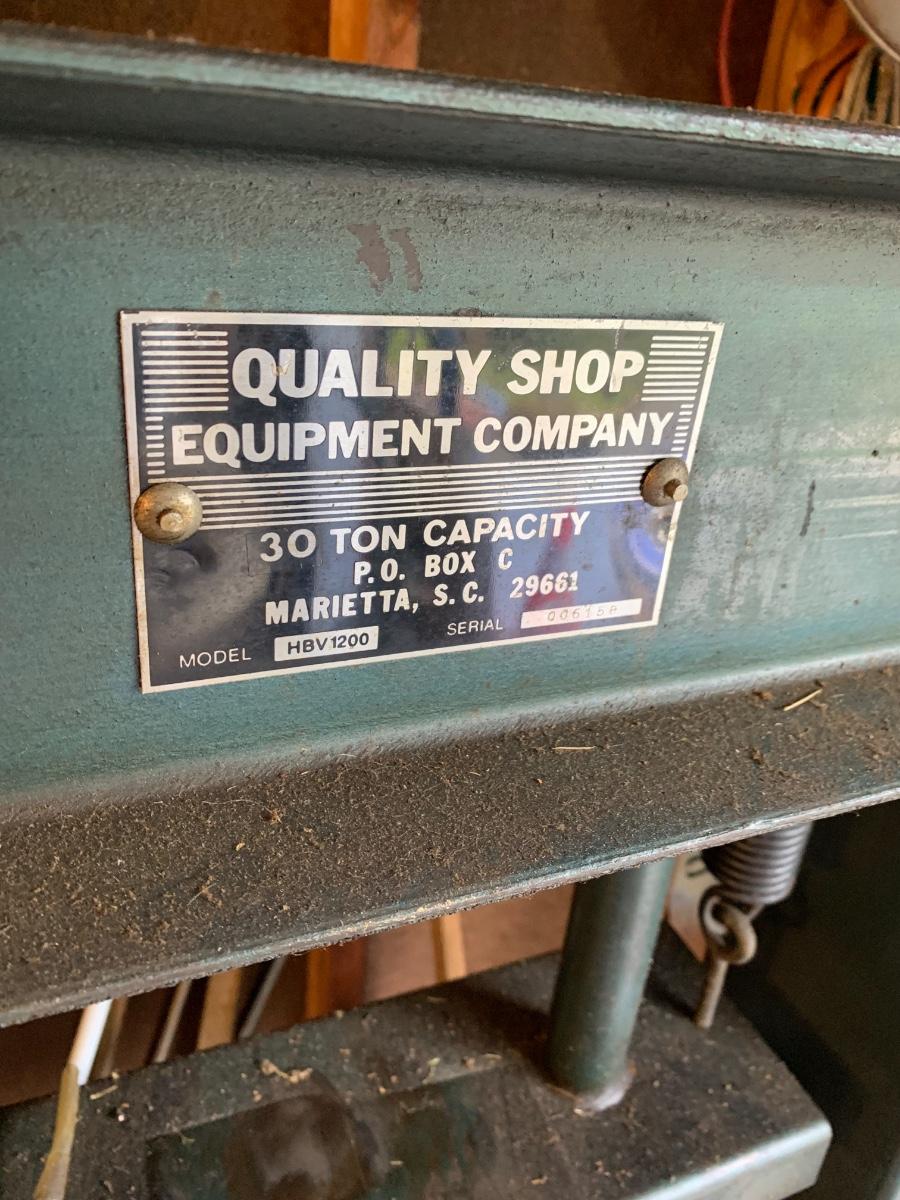 QUALITY SHOP
EQUIPMENT COMPANY
30 TON CAPACITY
P.O. BOX C
MARIETTA, S.C. 29661
MODEL HBV1200 SERIAL